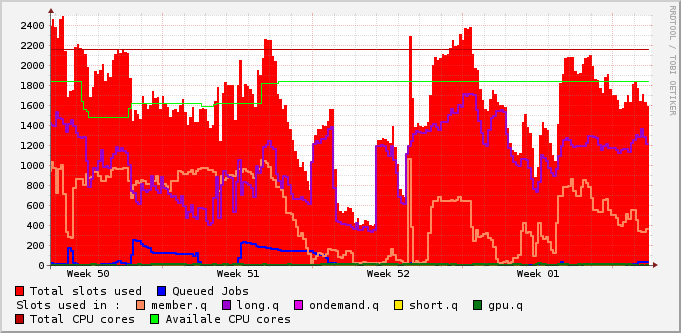 RRDTOOL / TOBI OETIKER
2400
2200
2000
1800
1600
1400
1200
1000
800
600
400
200
0
Week 50 Week 51 Week 52 Week 01
Total slots used Queued Jobs
Slots used in : member.q long.q ondemand.q short.q gpu.q
Total CPU cores Availale CPU cores